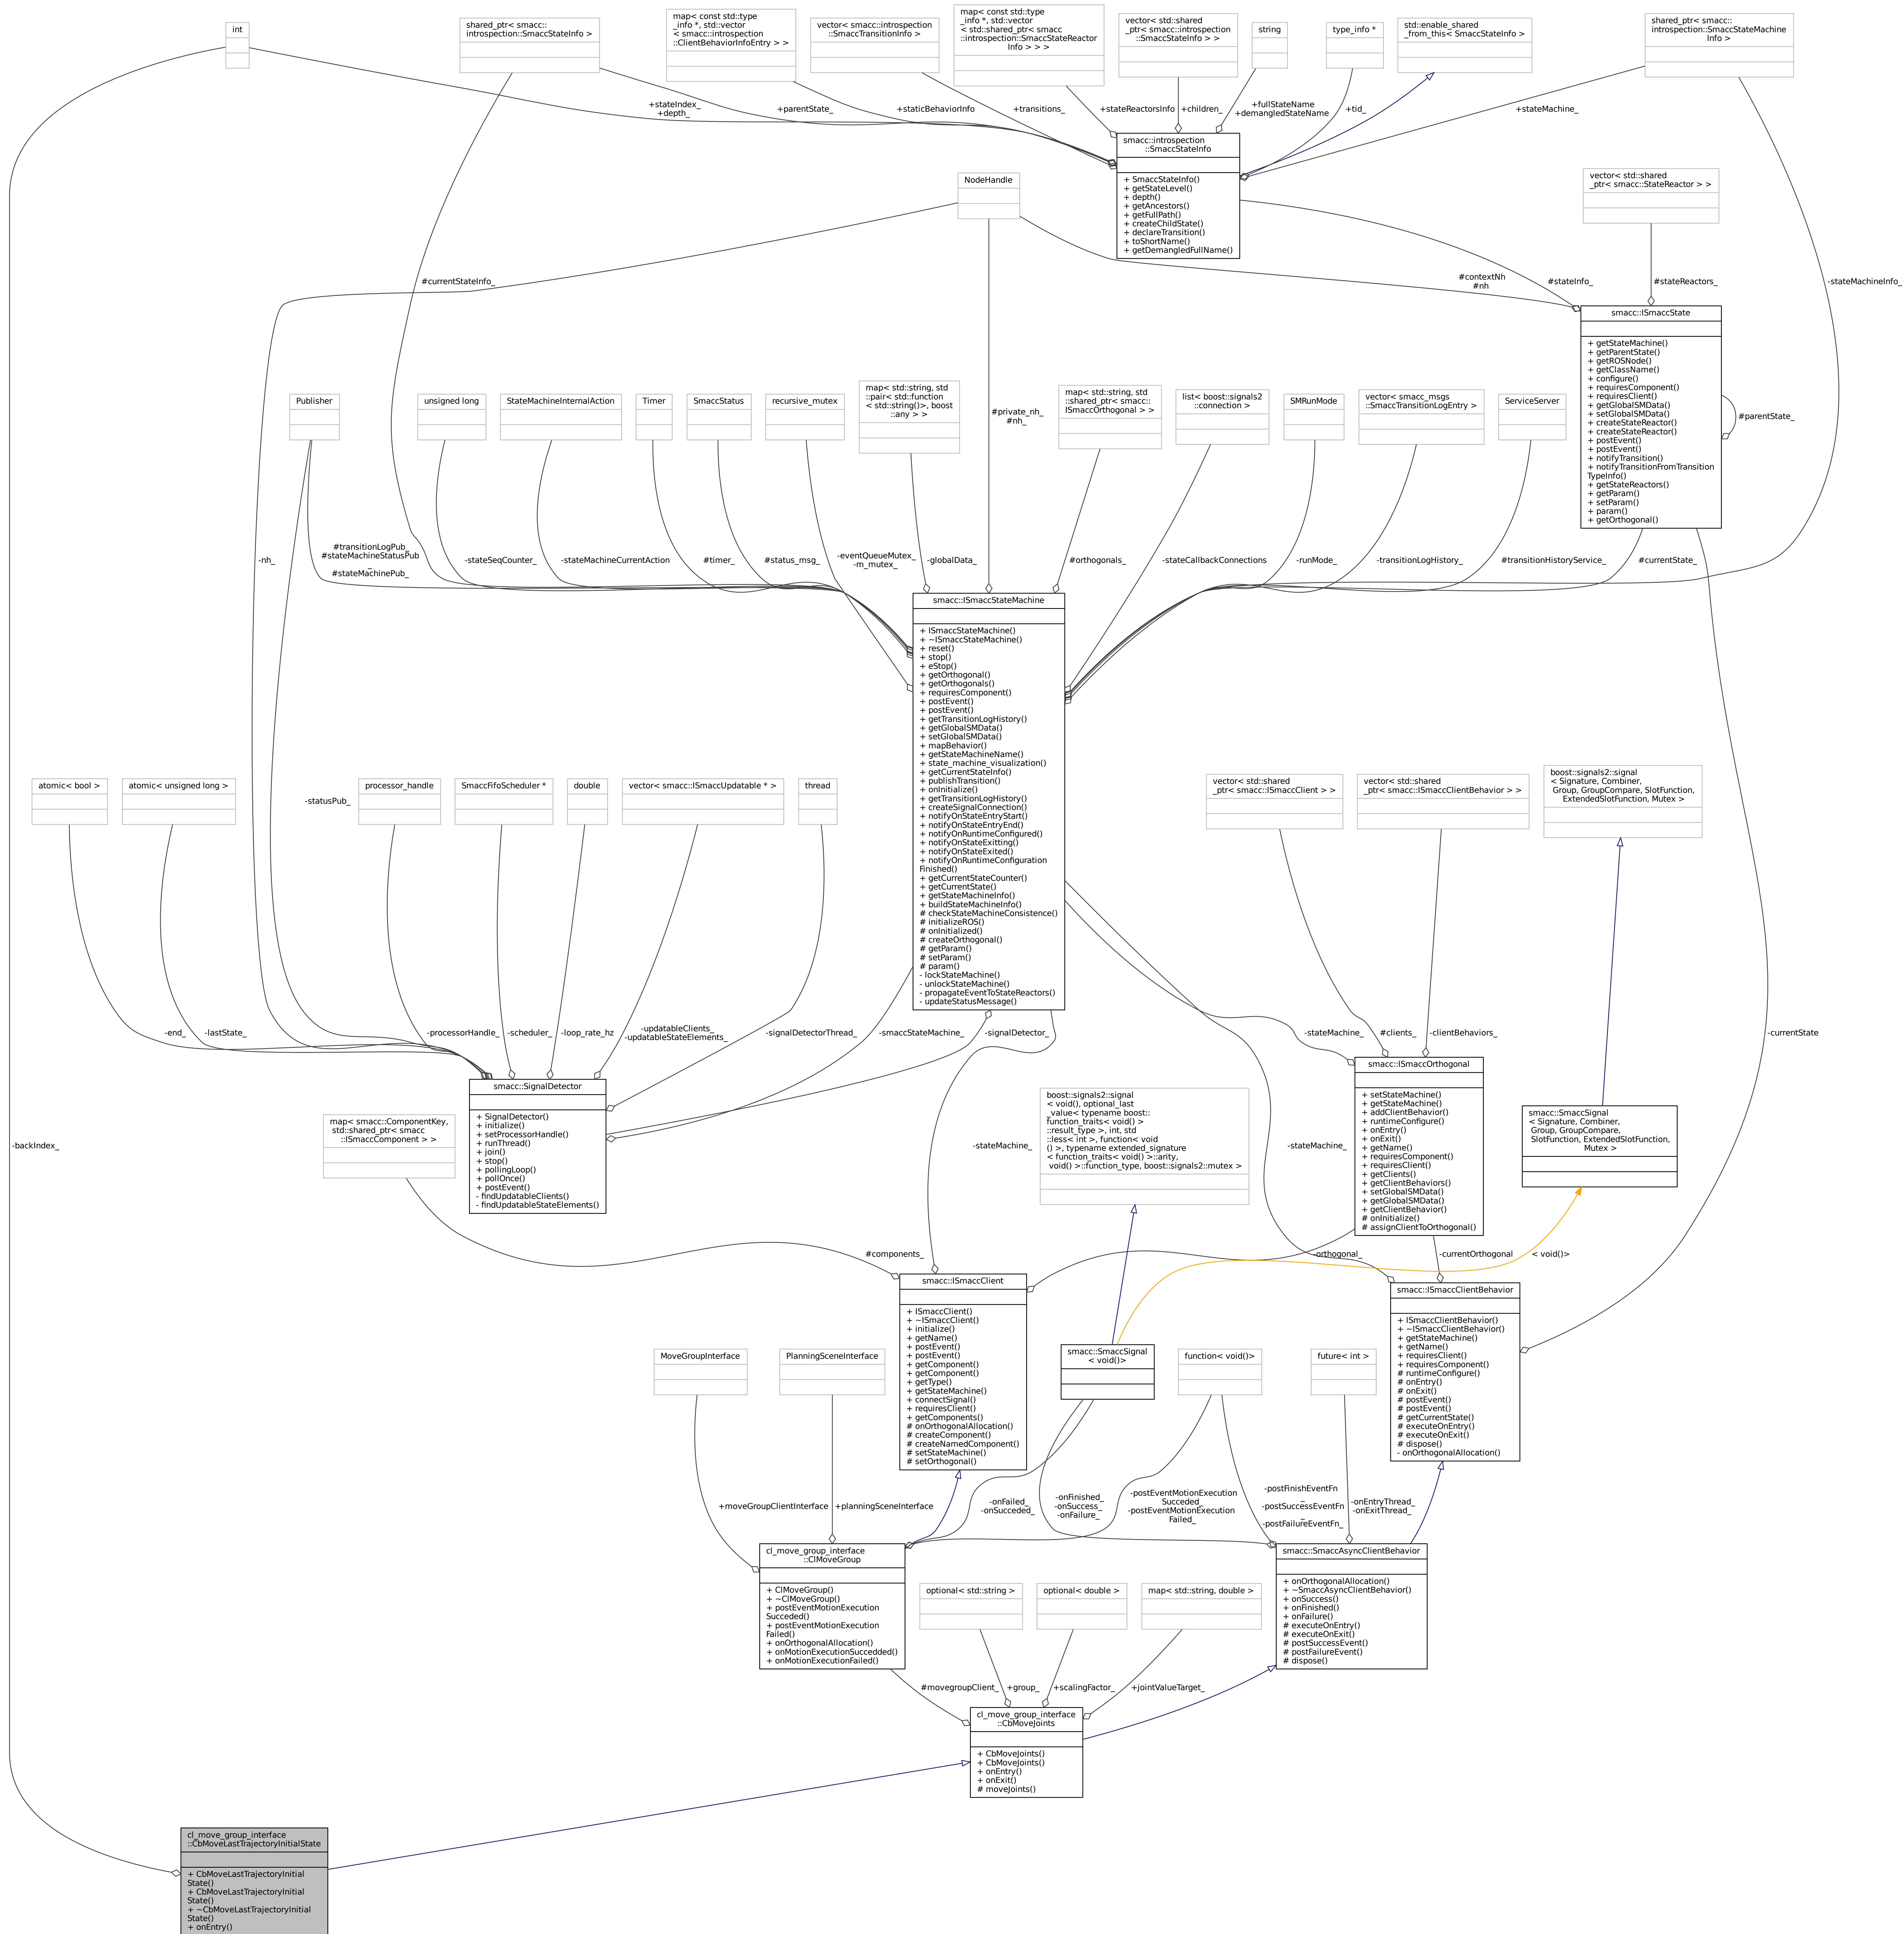 int
shared_ptr< smacc::
introspection::SmaccStateInfo >
map< const std::type
_info *, std::vector
< smacc::introspection
::ClientBehaviorInfoEntry > >
vector< smacc::introspection
::SmaccTransitionInfo >
map< const std::type
_info *, std::vector
< std::shared_ptr< smacc
::introspection::SmaccStateReactor
Info > > >
vector< std::shared
_ptr< smacc::introspection
::SmaccStateInfo > >
string
type_info *
std::enable_shared
_from_this< SmaccStateInfo >
shared_ptr< smacc::
introspection::SmaccStateMachine
Info >
+stateIndex_
+depth_
+parentState_
+staticBehaviorInfo
+transitions_
+stateReactorsInfo
+children_
+fullStateName
+demangledStateName
+tid_
+stateMachine_
smacc::introspection
::SmaccStateInfo
+ SmaccStateInfo()
+ getStateLevel()
+ depth()
+ getAncestors()
+ getFullPath()
+ createChildState()
+ declareTransition()
+ toShortName()
+ getDemangledFullName()
NodeHandle
vector< std::shared
_ptr< smacc::StateReactor > >
#currentStateInfo_
#contextNh
#nh
#stateInfo_
#stateReactors_
-stateMachineInfo_
smacc::ISmaccState
+ getStateMachine()
+ getParentState()
+ getROSNode()
+ getClassName()
+ configure()
+ requiresComponent()
+ requiresClient()
+ getGlobalSMData()
+ setGlobalSMData()
+ createStateReactor()
+ createStateReactor()
+ postEvent()
+ postEvent()
+ notifyTransition()
+ notifyTransitionFromTransition
TypeInfo()
+ getStateReactors()
+ getParam()
+ setParam()
+ param()
+ getOrthogonal()
#parentState_
Publisher
unsigned long
StateMachineInternalAction
Timer
SmaccStatus
recursive_mutex
map< std::string, std
::pair< std::function
< std::string()>, boost
::any > >
#private_nh_
#nh_
map< std::string, std
::shared_ptr< smacc::
ISmaccOrthogonal > >
list< boost::signals2
::connection >
SMRunMode
vector< smacc_msgs
::SmaccTransitionLogEntry >
ServiceServer
-nh_
#transitionLogPub_
#stateMachineStatusPub
_
#stateMachinePub_
-stateSeqCounter_
-stateMachineCurrentAction
#timer_
#status_msg_
-eventQueueMutex_
-m_mutex_
-globalData_
#orthogonals_
-stateCallbackConnections
-runMode_
-transitionLogHistory_
#transitionHistoryService_
#currentState_
smacc::ISmaccStateMachine
+ ISmaccStateMachine()
+ ~ISmaccStateMachine()
+ reset()
+ stop()
+ eStop()
+ getOrthogonal()
+ getOrthogonals()
+ requiresComponent()
+ postEvent()
+ postEvent()
+ getTransitionLogHistory()
+ getGlobalSMData()
+ setGlobalSMData()
+ mapBehavior()
+ getStateMachineName()
+ state_machine_visualization()
+ getCurrentStateInfo()
+ publishTransition()
+ onInitialize()
+ getTransitionLogHistory()
+ createSignalConnection()
+ notifyOnStateEntryStart()
+ notifyOnStateEntryEnd()
+ notifyOnRuntimeConfigured()
+ notifyOnStateExitting()
+ notifyOnStateExited()
+ notifyOnRuntimeConfiguration
Finished()
+ getCurrentStateCounter()
+ getCurrentState()
+ getStateMachineInfo()
+ buildStateMachineInfo()
# checkStateMachineConsistence()
# initializeROS()
# onInitialized()
# createOrthogonal()
# getParam()
# setParam()
# param()
- lockStateMachine()
- unlockStateMachine()
- propagateEventToStateReactors()
- updateStatusMessage()
atomic< bool >
atomic< unsigned long >
-statusPub_
processor_handle
SmaccFifoScheduler *
double
vector< smacc::ISmaccUpdatable * >
thread
vector< std::shared
_ptr< smacc::ISmaccClient > >
vector< std::shared
_ptr< smacc::ISmaccClientBehavior > >
boost::signals2::signal
< Signature, Combiner,
Group, GroupCompare, SlotFunction,
ExtendedSlotFunction, Mutex >
-end_
-lastState_
-processorHandle_
-scheduler_
-loop_rate_hz
-updatableClients_
-updatableStateElements_
-signalDetectorThread_
-smaccStateMachine_
-signalDetector_
-stateMachine_
#clients_
-clientBehaviors_
-currentState
smacc::SignalDetector
+ SignalDetector()
+ initialize()
+ setProcessorHandle()
+ runThread()
+ join()
+ stop()
+ pollingLoop()
+ pollOnce()
+ postEvent()
- findUpdatableClients()
- findUpdatableStateElements()
smacc::ISmaccOrthogonal
+ setStateMachine()
+ getStateMachine()
+ addClientBehavior()
+ runtimeConfigure()
+ onEntry()
+ onExit()
+ getName()
+ requiresComponent()
+ requiresClient()
+ getClients()
+ getClientBehaviors()
+ setGlobalSMData()
+ getGlobalSMData()
+ getClientBehavior()
# onInitialize()
# assignClientToOrthogonal()
smacc::SmaccSignal
< Signature, Combiner,
Group, GroupCompare,
SlotFunction, ExtendedSlotFunction,
Mutex >
map< smacc::ComponentKey,
std::shared_ptr< smacc
::ISmaccComponent > >
boost::signals2::signal
< void(), optional_last
_value< typename boost::
function_traits< void() >
::result_type >, int, std
::less< int >, function< void
() >, typename extended_signature
< function_traits< void() >::arity,
void() >::function_type, boost::signals2::mutex >
-backIndex_
-stateMachine_
-stateMachine_
#components_
-orthogonal_
-currentOrthogonal
< void()>
smacc::ISmaccClient
+ ISmaccClient()
+ ~ISmaccClient()
+ initialize()
+ getName()
+ postEvent()
+ postEvent()
+ getComponent()
+ getComponent()
+ getType()
+ getStateMachine()
+ connectSignal()
+ requiresClient()
+ getComponents()
# onOrthogonalAllocation()
# createComponent()
# createNamedComponent()
# setStateMachine()
# setOrthogonal()
smacc::ISmaccClientBehavior
+ ISmaccClientBehavior()
+ ~ISmaccClientBehavior()
+ getStateMachine()
+ getName()
+ requiresClient()
+ requiresComponent()
# runtimeConfigure()
# onEntry()
# onExit()
# postEvent()
# postEvent()
# getCurrentState()
# executeOnEntry()
# executeOnExit()
# dispose()
- onOrthogonalAllocation()
MoveGroupInterface
PlanningSceneInterface
smacc::SmaccSignal
< void()>
function< void()>
future< int >
+moveGroupClientInterface
+planningSceneInterface
-onFailed_
-onSucceded_
-onFinished_
-onSuccess_
-onFailure_
-postEventMotionExecution
Succeded_
-postEventMotionExecution
Failed_
-postFinishEventFn
_
-postSuccessEventFn
_
-postFailureEventFn_
-onEntryThread_
-onExitThread_
cl_move_group_interface
::ClMoveGroup
+ ClMoveGroup()
+ ~ClMoveGroup()
+ postEventMotionExecution
Succeded()
+ postEventMotionExecution
Failed()
+ onOrthogonalAllocation()
+ onMotionExecutionSuccedded()
+ onMotionExecutionFailed()
smacc::SmaccAsyncClientBehavior
+ onOrthogonalAllocation()
+ ~SmaccAsyncClientBehavior()
+ onSuccess()
+ onFinished()
+ onFailure()
# executeOnEntry()
# executeOnExit()
# postSuccessEvent()
# postFailureEvent()
# dispose()
optional< std::string >
optional< double >
map< std::string, double >
#movegroupClient_
+group_
+scalingFactor_
+jointValueTarget_
cl_move_group_interface
::CbMoveJoints
+ CbMoveJoints()
+ CbMoveJoints()
+ onEntry()
+ onExit()
# moveJoints()
cl_move_group_interface
::CbMoveLastTrajectoryInitialState
+ CbMoveLastTrajectoryInitial
State()
+ CbMoveLastTrajectoryInitial
State()
+ ~CbMoveLastTrajectoryInitial
State()
+ onEntry()